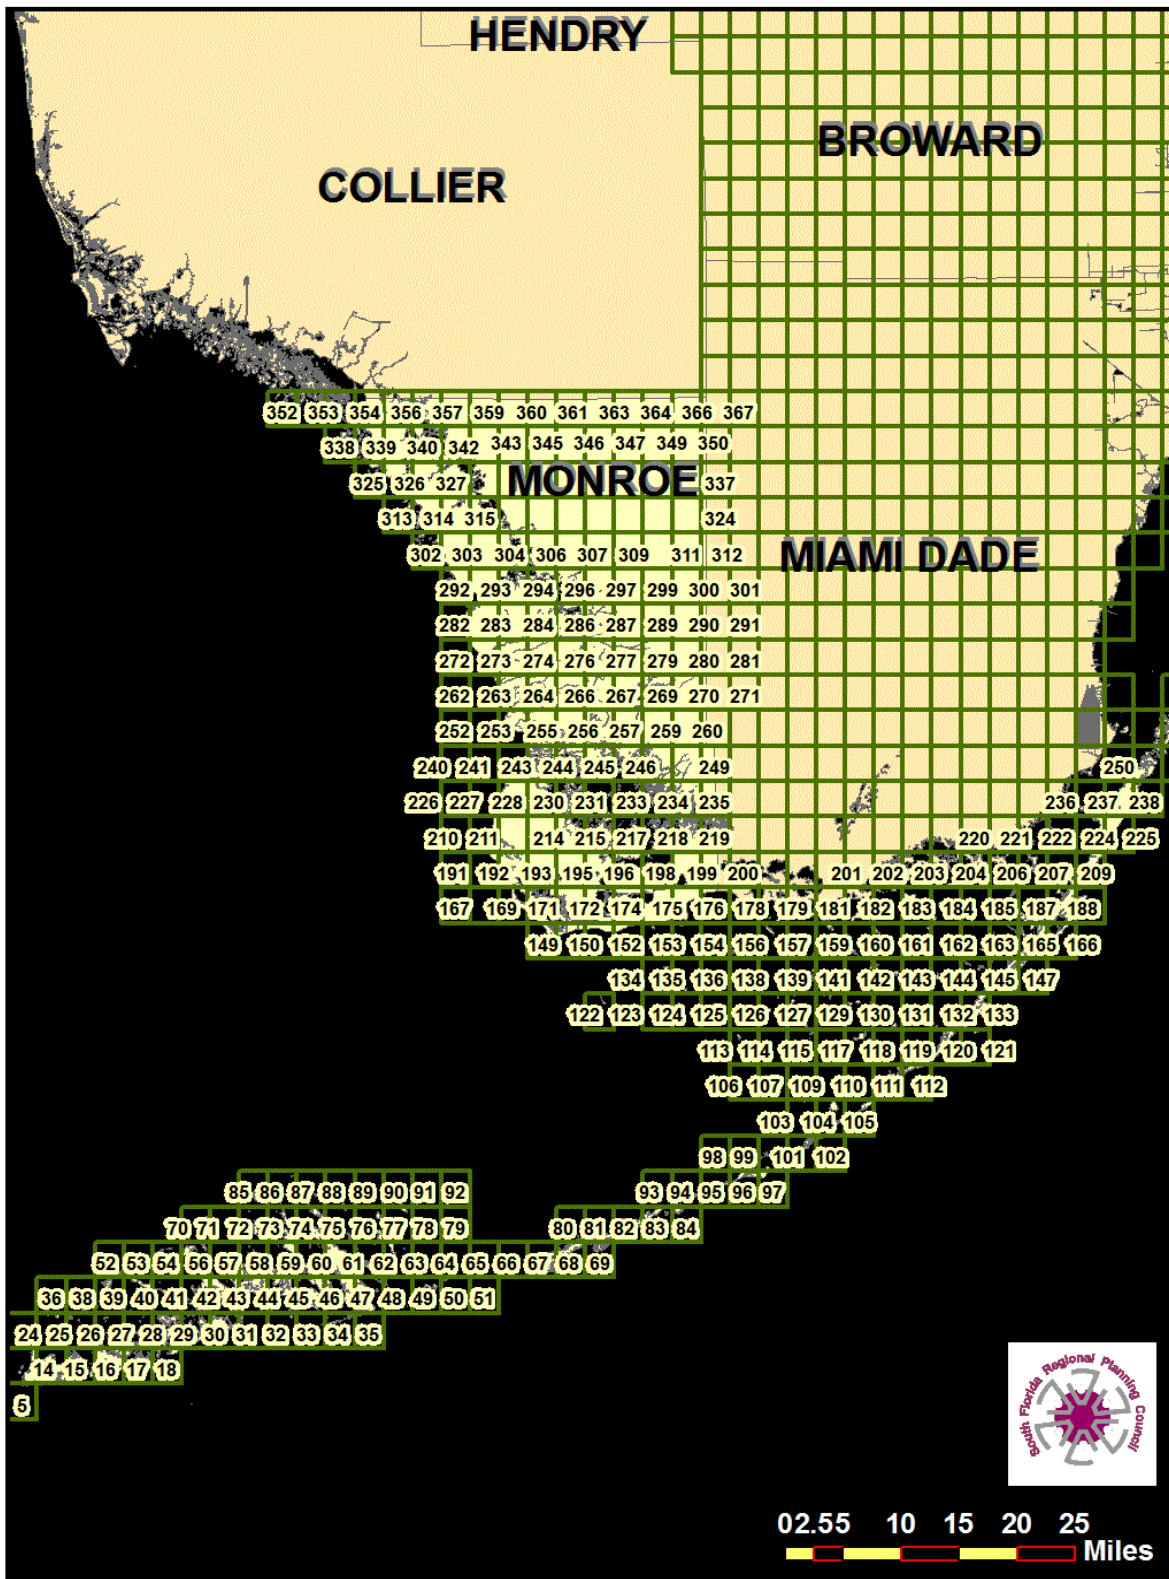 HENDRY
BROWARD
COLLIER
352 353 354 356 357 359 360 361 363 364 366 367
338 339 340 342 343 345 346 347 349 350
325 326 327 MONROE 337
313 314 315 324
302 303 304 306 307 309 311 312 MIAMI DADE
292 293 294 296 297 299 300 301
282 283 284 286 287 289 290 291
272 273 274 276 277 279 280 281
262 263 264 266 267 269 270 271
252 253 255 256 257 259 260
240 241 243 244 245 246 249 250
226 227 228 230 231 233 234 235 236 237 238
210 211 214 215 217 218 219 220 221 222 224 225
191 192 193 195 196 198 199 200 201 202 203 204 206 207 209
167 169 171 172 174 175 176 178 179 181 182 183 184 185 187 188
149 150 152 153 154 156 157 159 160 161 162 163 165 166
134 135 136 138 139 141 142 143 144 145 147
122 123 124 125 126 127 129 130 131 132 133
113 114 115 117 118 119 120 121
106 107 109 110 111 112
103 104 105
98 99 101 102
85 86 87 88 89 90 91 92 93 94 95 96 97
70 71 72 73 74 75 76 77 78 79 80 81 82 83 84
52 53 54 56 57 58 59 60 61 62 63 64 65 66 67 68 69
36 38 39 40 41 42 43 44 45 46 47 48 49 50 51
24 25 26 27 28 29 30 31 32 33 34 35
14 15 16 17 18
5
South Florida Regional Planning Council
0 2.5 5 10 15 20 25
Miles